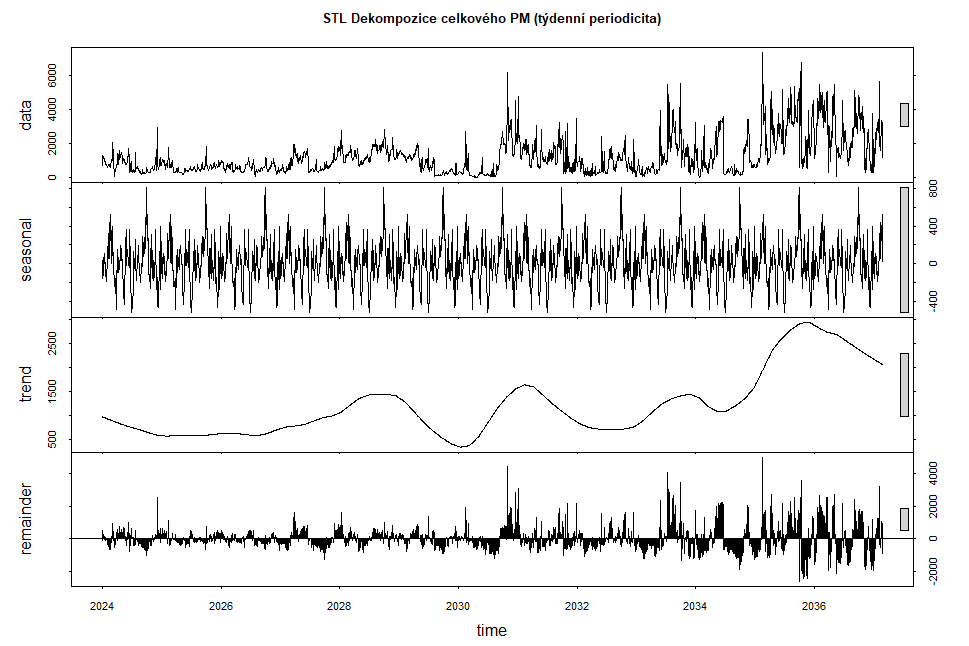 STL Dekompozice celkového PM (týdenní periodicita)
data
0 2000 4000 6000
seasonal
-400 0 400 800
trend
500 1500 2500
remainder
-2000 0 2000 4000
2024 2026 2028 2030 2032 2034 2036
time